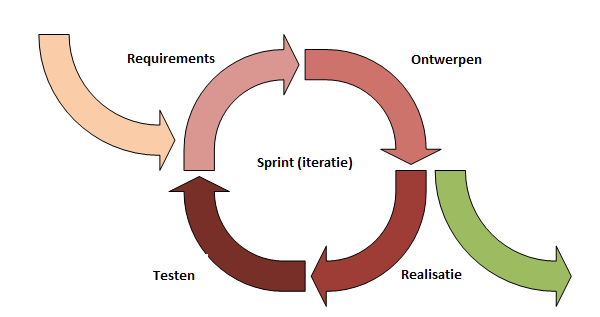 Requirements
Ontwerpen
Sprint (iteratie)
Testen
Realisatie